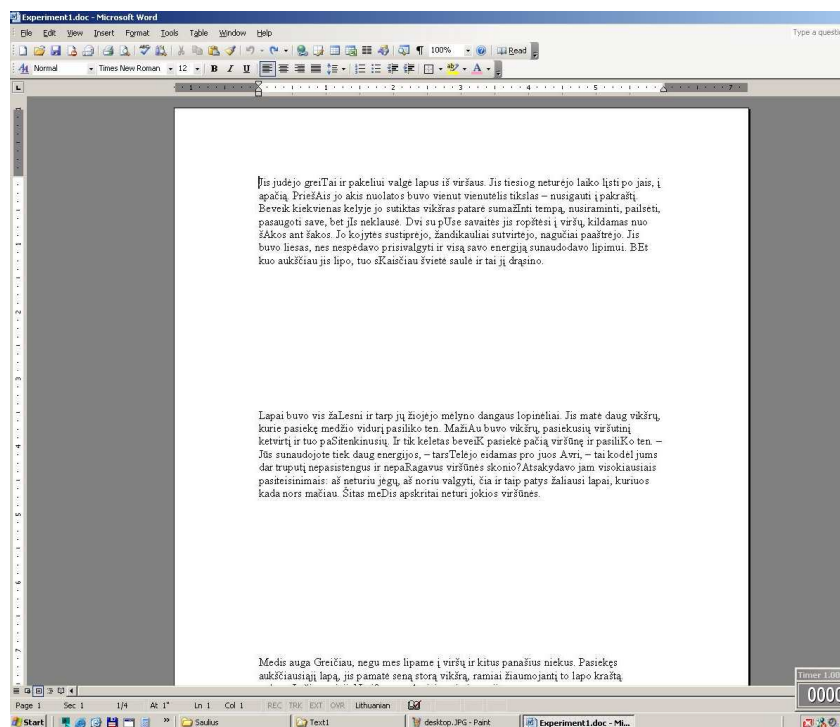 Experiment1.doc - Microsoft Word
File Edit View Insert Format Tools Table Window Help
Type a questi
100% Read
Normal Times New Roman 12 B I U
Jis judėjo greiTai ir pakeliui valgė lapus iš viršaus. Jis tiesiog neturėjo laiko lįsti po jais, į
apačią. PriešAis jo akis nuolatos buvo vienut vienutėlis tikslas – nusigauti į pakraštį.
Beveik kiekvienas kelyje jo sutiktas vikšras patarė sumažInti tempą, nusiraminti, pailsėti,
pasaugoti save, bet jIs neklausė. Dvi su pUse savaitės jis ropštėsi į viršų, kildamas nuo
šAkos ant šakos. Jo kojytės sustiprėjo, žandikauliai sutvirtėjo, nagučiai paaštrėjo. Jis
buvo liesas, nes nespėdavo prisivalgyti ir visą savo energiją sunaudodavo lipimui. BEt
kuo aukščiau jis lipo, tuo sKaisčiau švietė saulė ir tai jį drąsino.
Lapai buvo vis žaLesni ir tarp jų žiojėjo mėlyno dangaus lopinėliai. Jis matė daug vikšrų,
kurie pasiekę medžio vidurį pasiliko ten. MažiAu buvo vikšrų, pasiekusių viršutinį
ketvirtį ir tuo paSitenkinusių. Ir tik keletas beveiK pasiekė pačią viršūnę ir pasiliKo ten. –
Jūs sunaudojote tiek daug energijos, – tarsTelėjo eidamas pro juos Avri, – tai kodėl jums
dar truputį nepasistengus ir nepaRagavus viršūnės skonio?Atsakydavo jam visokiausiais
pasiteisinimais: aš neturiu jėgų, aš noriu valgyti, čia ir taip patys žaliausi lapai, kuriuos
kada nors mačiau. Šitas meDis apskritai neturi jokios viršūnės.
Medis auga Greičiau, negu mes lipame į viršų ir kitus panašius niekus. Pasiekęs
aukščiausiąjį lapą, jis pamatė seną storą vikšrą, ramiai žiaumojantį to lapo kraštą.
Timer 1.00
0000
Page 1 Sec 1 1/4 At 1" Ln 1 Col 1 REC TRK EXT OVR Lithuanian
Start Saulius Text1 desktop.JPG - Paint Experiment1.doc - Mi...